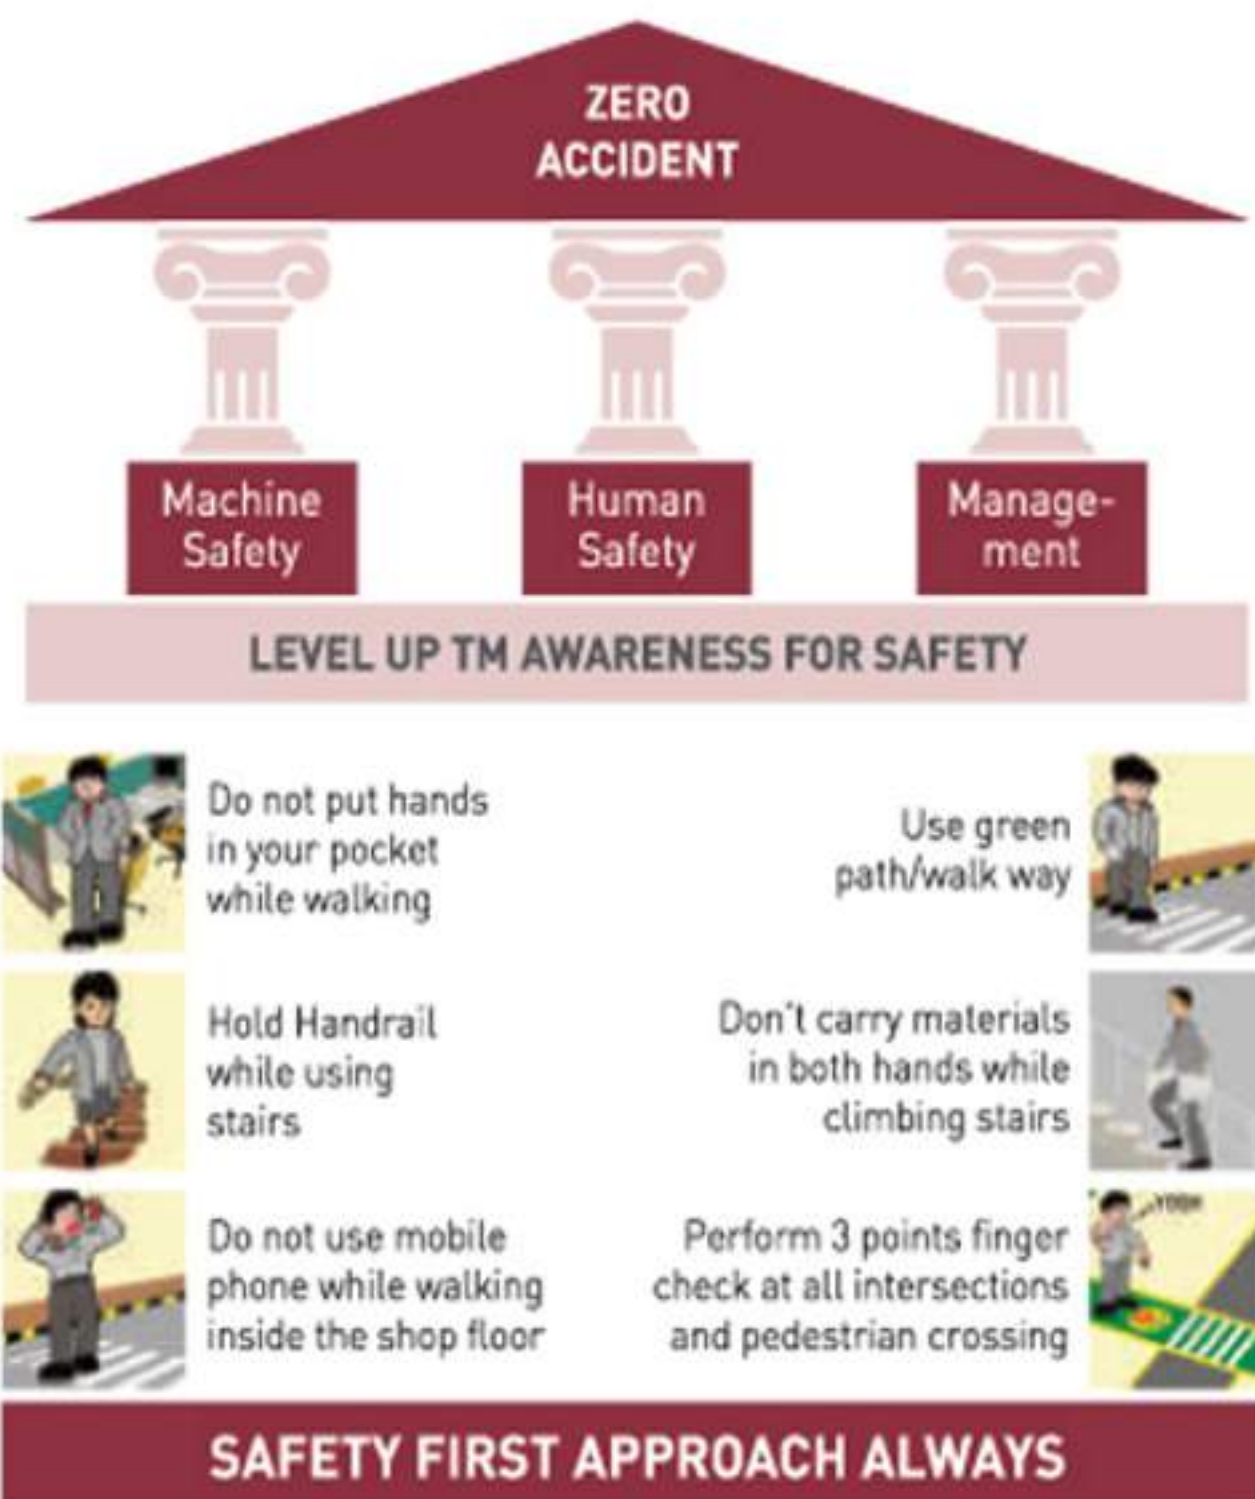 ZERO
ACCIDENT
Machine
Safety
Human
Safety
Manage-
ment
LEVEL UP TM AWARENESS FOR SAFETY
Do not put hands
in your pocket
while walking
Use green
path/walk way
Hold Handrail
while using
stairs
Don't carry materials
in both hands while
climbing stairs
Do not use mobile
phone while walking
inside the shop floor
Perform 3 points finger
check at all intersections
and pedestrian crossing
SAFETY FIRST APPROACH ALWAYS